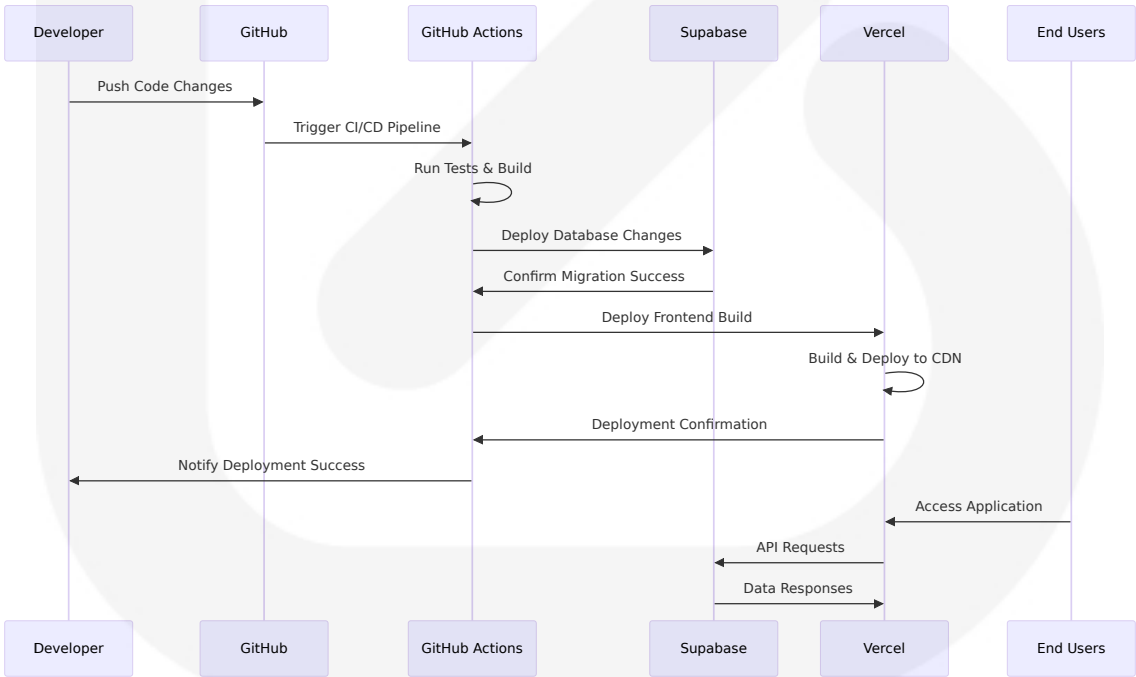 Developer
GitHub
GitHub Actions
Supabase
Vercel
End Users
Push Code Changes
Trigger CI/CD Pipeline
Run Tests & Build
Deploy Database Changes
Confirm Migration Success
Deploy Frontend Build
Build & Deploy to CDN
Deployment Confirmation
Notify Deployment Success
Access Application
API Requests
Data Responses
Developer
GitHub
GitHub Actions
Supabase
Vercel
End Users